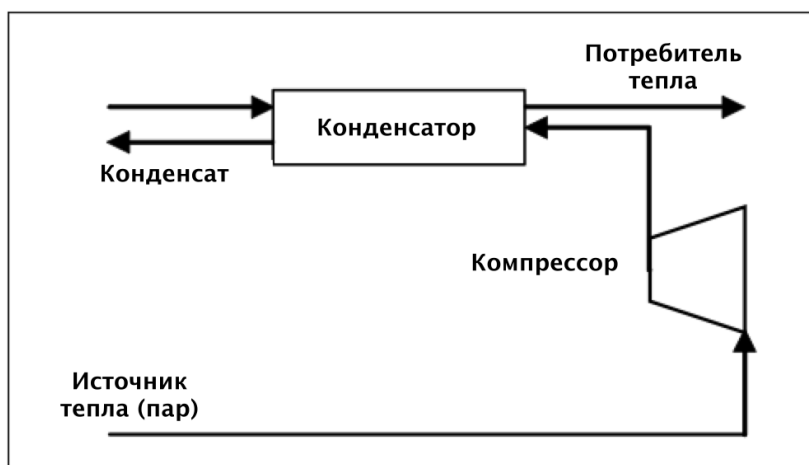 Потребитель
тепла
Конденсатор
Конденсат
Компрессор
Источник
тепла (пар)